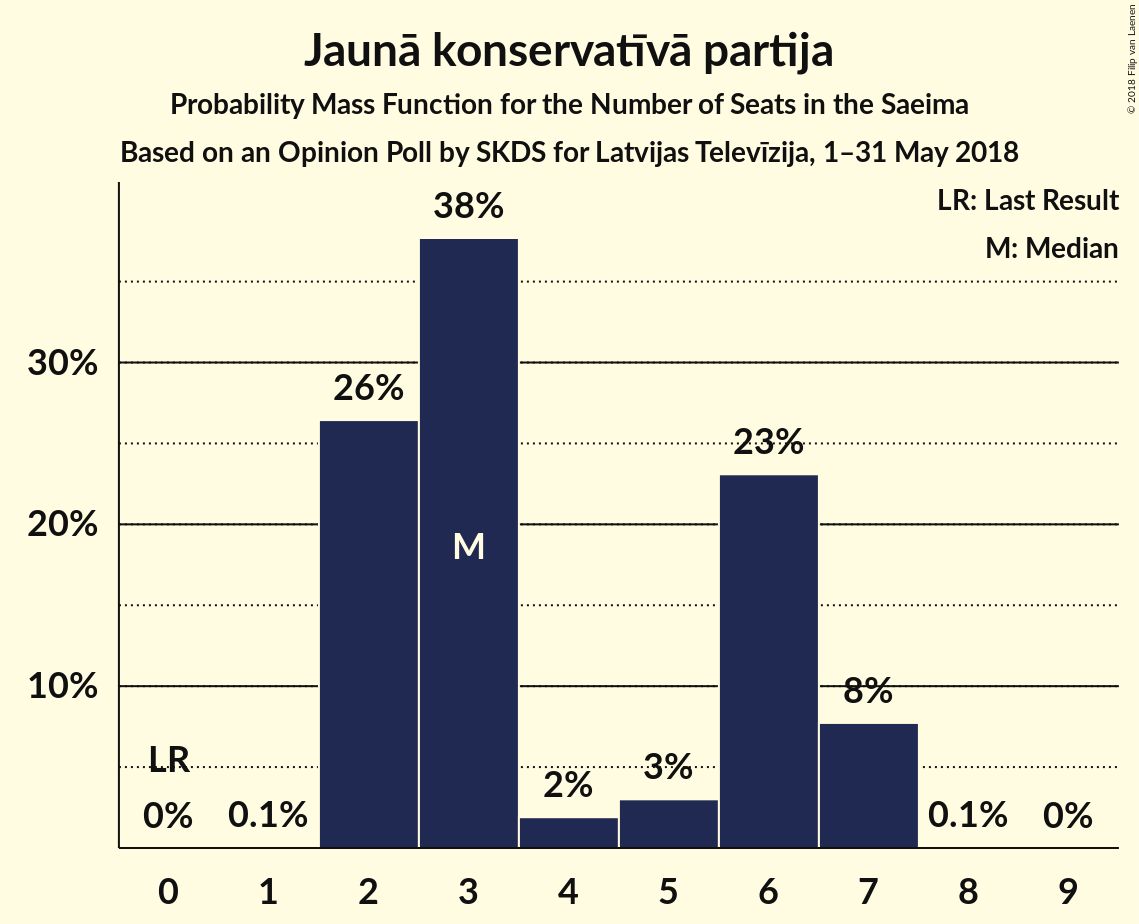 Jaunā konservatīvā partija
Probability Mass Function for the Number of Seats in the Saeima
Based on an Opinion Poll by SKDS for Latvijas Televīzija, 1–31 May 2018
© 2018 Filip van Laenen
LR: Last Result
M: Median
38%
30%
26%
23%
20%
M
10%
8%
LR
3%
2%
0%
0.1%
0.1%
0%
0 1 2 3 4 5 6 7 8 9